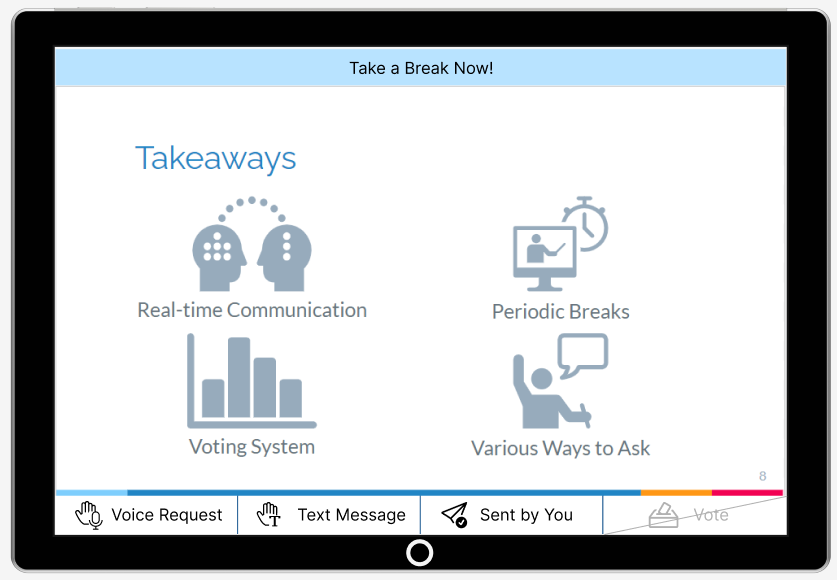 Take a Break Now!
Takeaways
Real-time Communication
Periodic Breaks
Voting System
Various Ways to Ask
8
Voice Request
T
Text Message
Sent by You
Vote